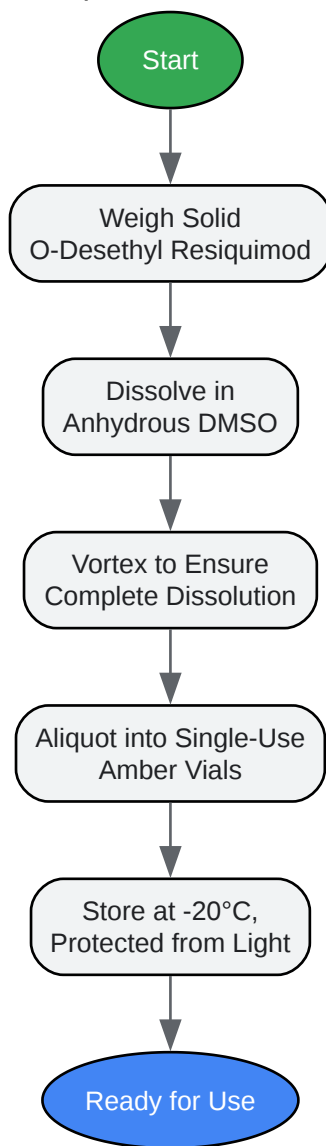 Start
Weigh Solid
O-Desethyl Resiquimod
Dissolve in
Anhydrous DMSO
Vortex to Ensure
Complete Dissolution
Aliquot into Single-Use
Amber Vials
Store at -20°C,
Protected from Light
Ready for Use